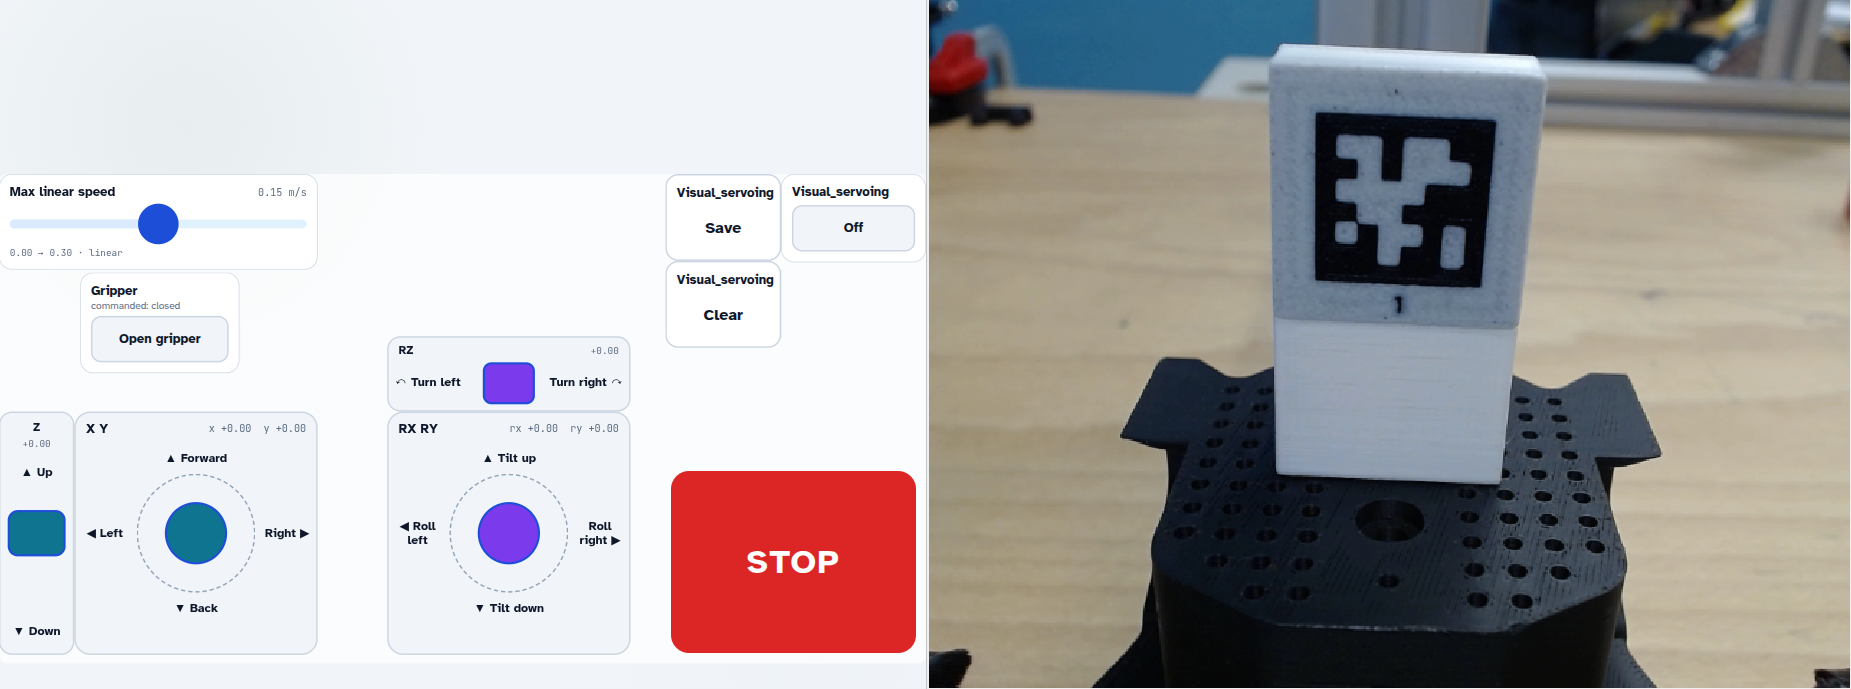 Max linear speed 0.15 m/s
0.00 → 0.30 · linear
Gripper
commanded: closed
Open gripper
Z
+0.00
▲ Up
▼ Down
X Y x +0.00 y +0.00
▲ Forward
◀ Left Right ▶
▼ Back
RZ +0.00
↶ Turn left Turn right ↷
RX RY rx +0.00 ry +0.00
▲ Tilt up
◀ Roll left
Roll right ▶
▼ Tilt down
Visual_servoing
Save
Visual_servoing
Off
Visual_servoing
Clear
STOP
1